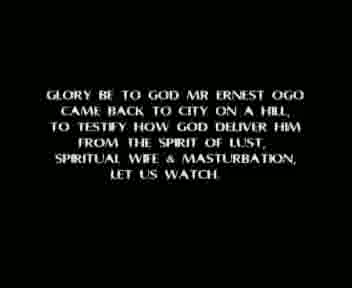 GLORY BE TO GOD MR ERNEST OGO
CAME BACK TO CITY ON A HILL,
TO TESTIFY HOW GOD DELIVER HIM
FROM THE SPIRIT OF LUST,
SPIRITUAL WIFE & MASTURBATION,
LET US WATCH.